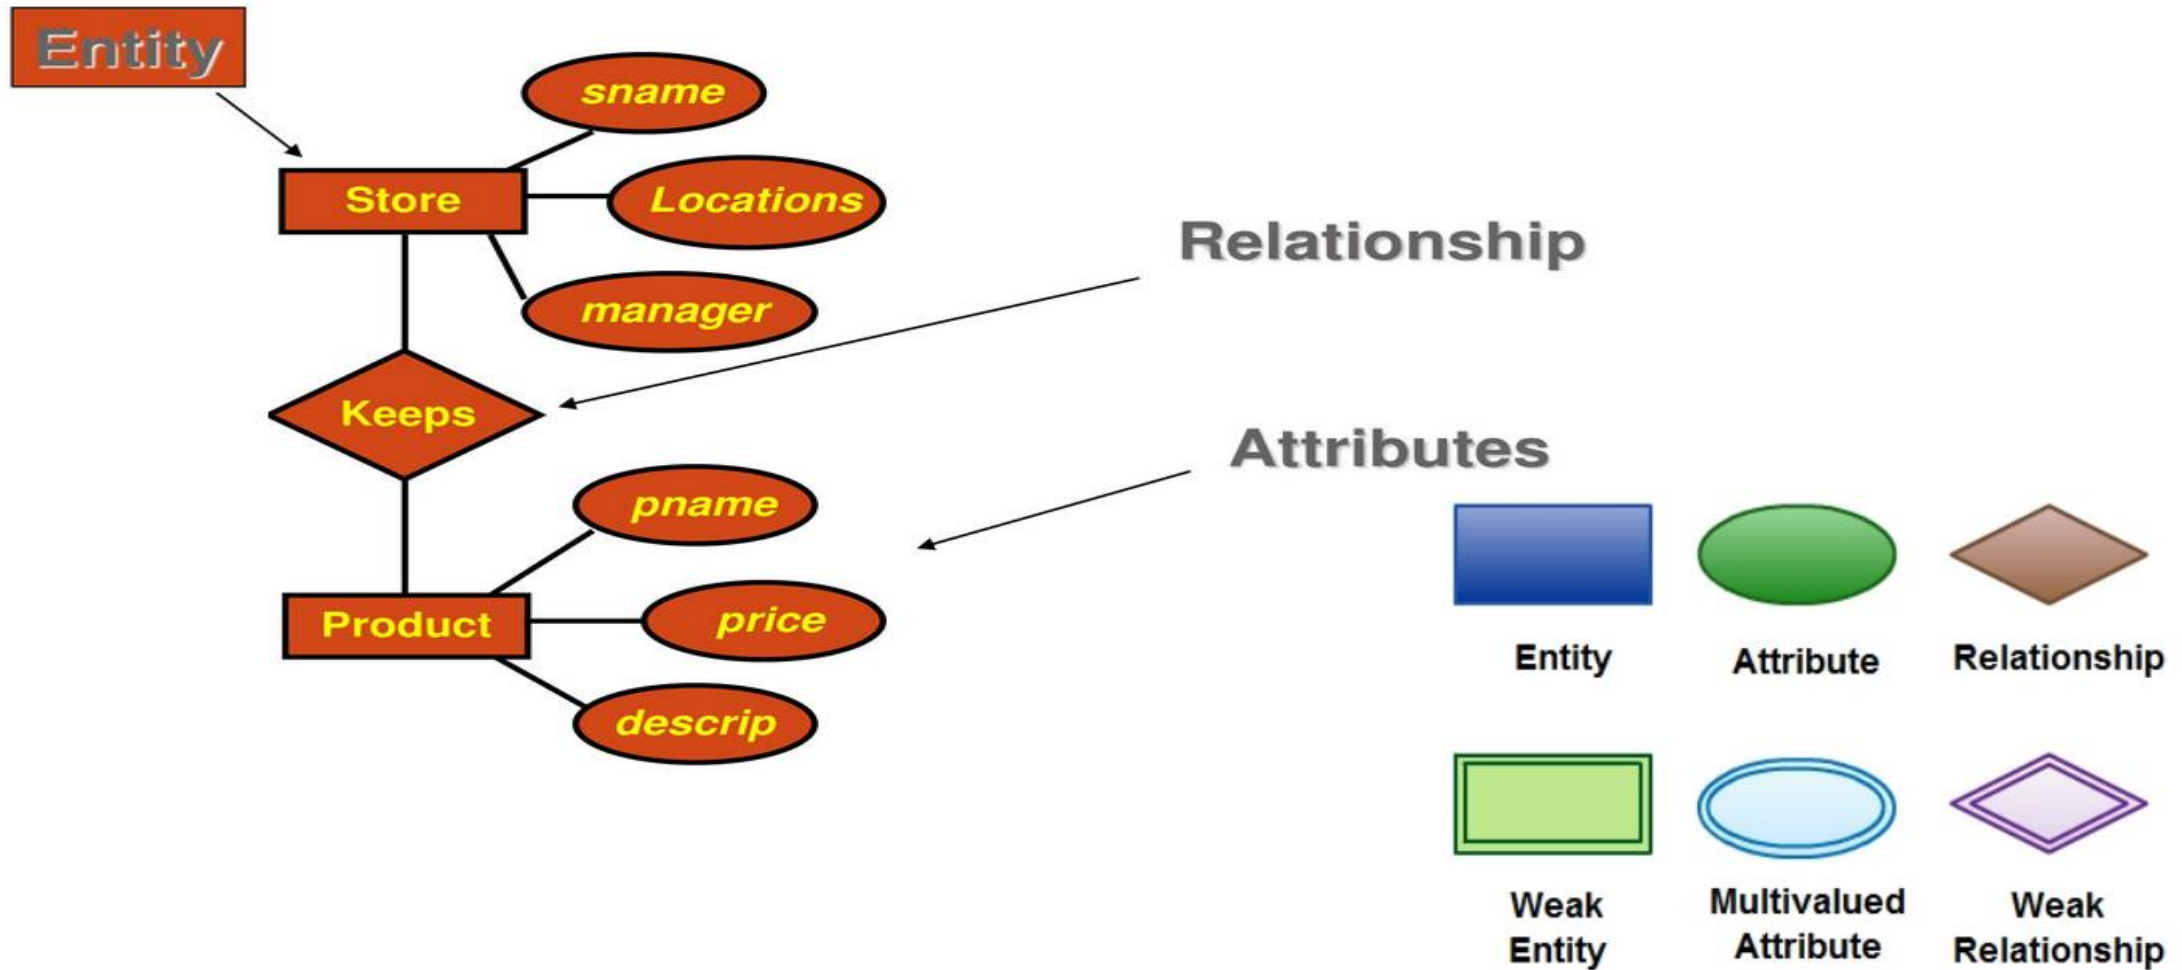 Entity
sname
Store
Locations
manager
Relationship
Keeps
Attributes
pname
Product
price
descrip
Entity
Attribute
Relationship
Weak
Entity
Multivalued
Attribute
Weak
Relationship